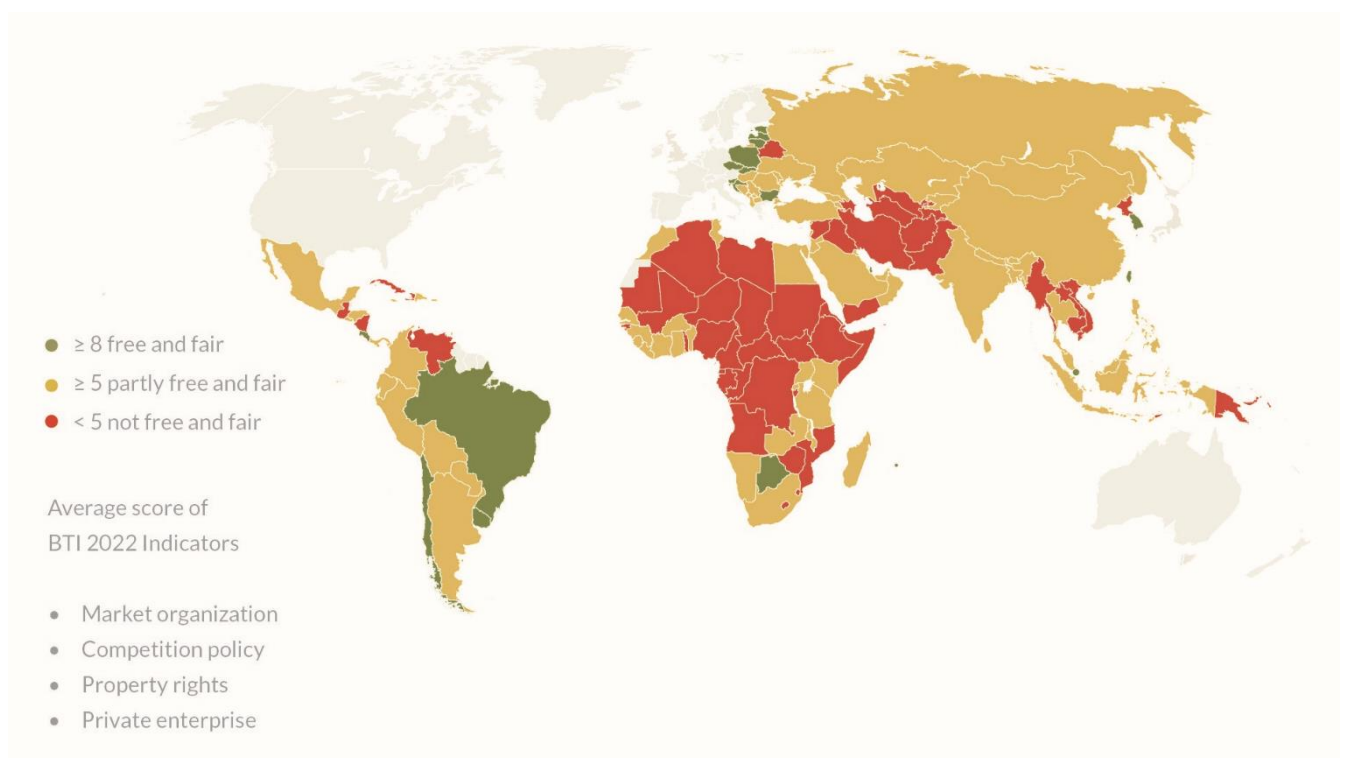 ≥ 8 free and fair
≥ 5 partly free and fair
< 5 not free and fair
Average score of
BTI 2022 Indicators
• Market organization
• Competition policy
• Property rights
• Private enterprise